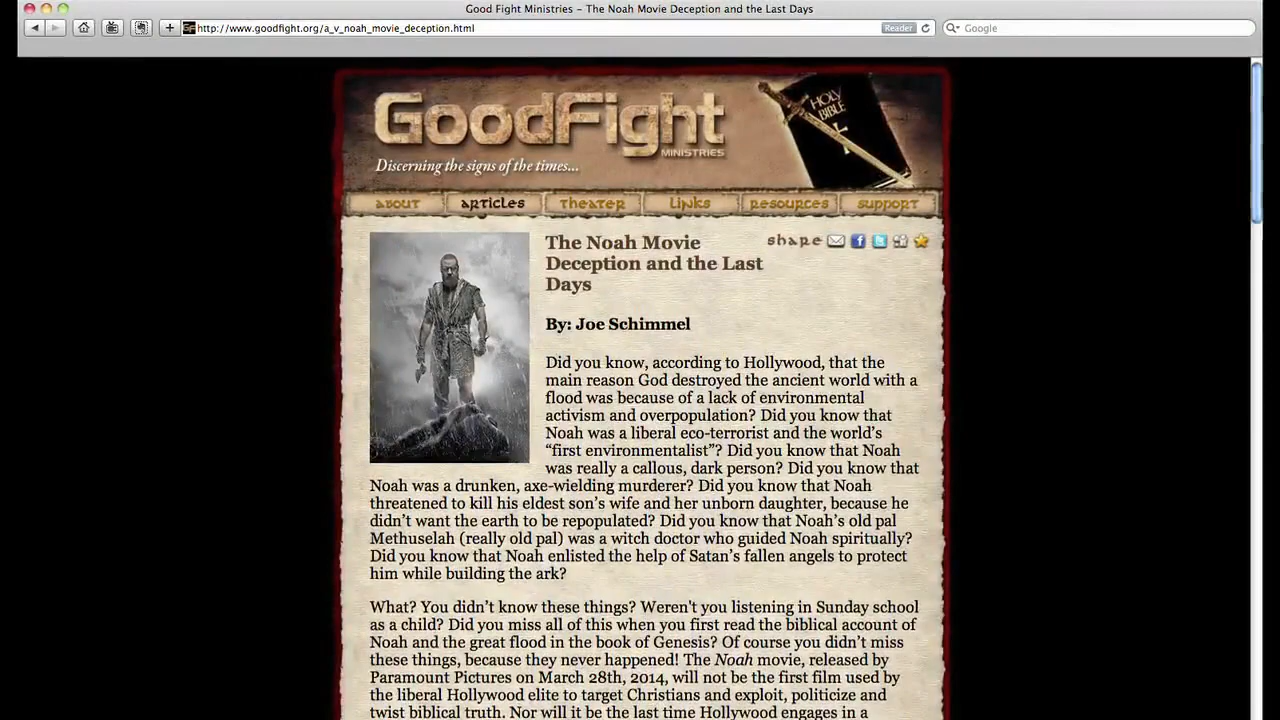 Good Fight Ministries – The Noah Movie Deception and the Last Days
http://www.goodfight.org/a_v_noah_movie_deception.html
Reader
Google
GoodFight
MINISTRIES
Discerning the signs of the times...
HOLY
BIBLE
about
articles
theater
links
resources
support
share
The Noah Movie
Deception and the Last
Days
By: Joe Schimmel
Did you know, according to Hollywood, that the
main reason God destroyed the ancient world with a
flood was because of a lack of environmental
activism and overpopulation? Did you know that
Noah was a liberal eco-terrorist and the world’s
“first environmentalist”? Did you know that Noah
was really a callous, dark person? Did you know that
Noah was a drunken, axe-wielding murderer? Did you know that Noah
threatened to kill his eldest son’s wife and her unborn daughter, because he
didn’t want the earth to be repopulated? Did you know that Noah’s old pal
Methuselah (really old pal) was a witch doctor who guided Noah spiritually?
Did you know that Noah enlisted the help of Satan’s fallen angels to protect
him while building the ark?
What? You didn’t know these things? Weren't you listening in Sunday school
as a child? Did you miss all of this when you first read the biblical account of
Noah and the great flood in the book of Genesis? Of course you didn’t miss
these things, because they never happened! The Noah movie, released by
Paramount Pictures on March 28th, 2014, will not be the first film used by
the liberal Hollywood elite to target Christians and exploit, politicize and
twist biblical truth. Nor will it be the last time Hollywood engages in a